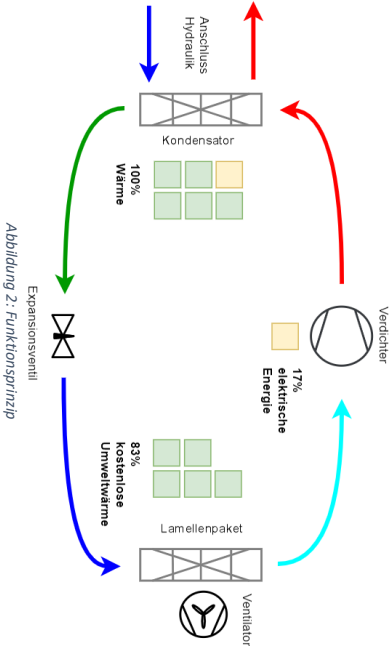 Anschluss
Hydraulik
Kondensator
100%
Wärme
Verdichter
17%
elektrische
Energie
Expansionsventil
83%
kostenlose
Umweltwärme
Lamellenpaket
Ventilator
Abbildung 2: Funktionsprinzip